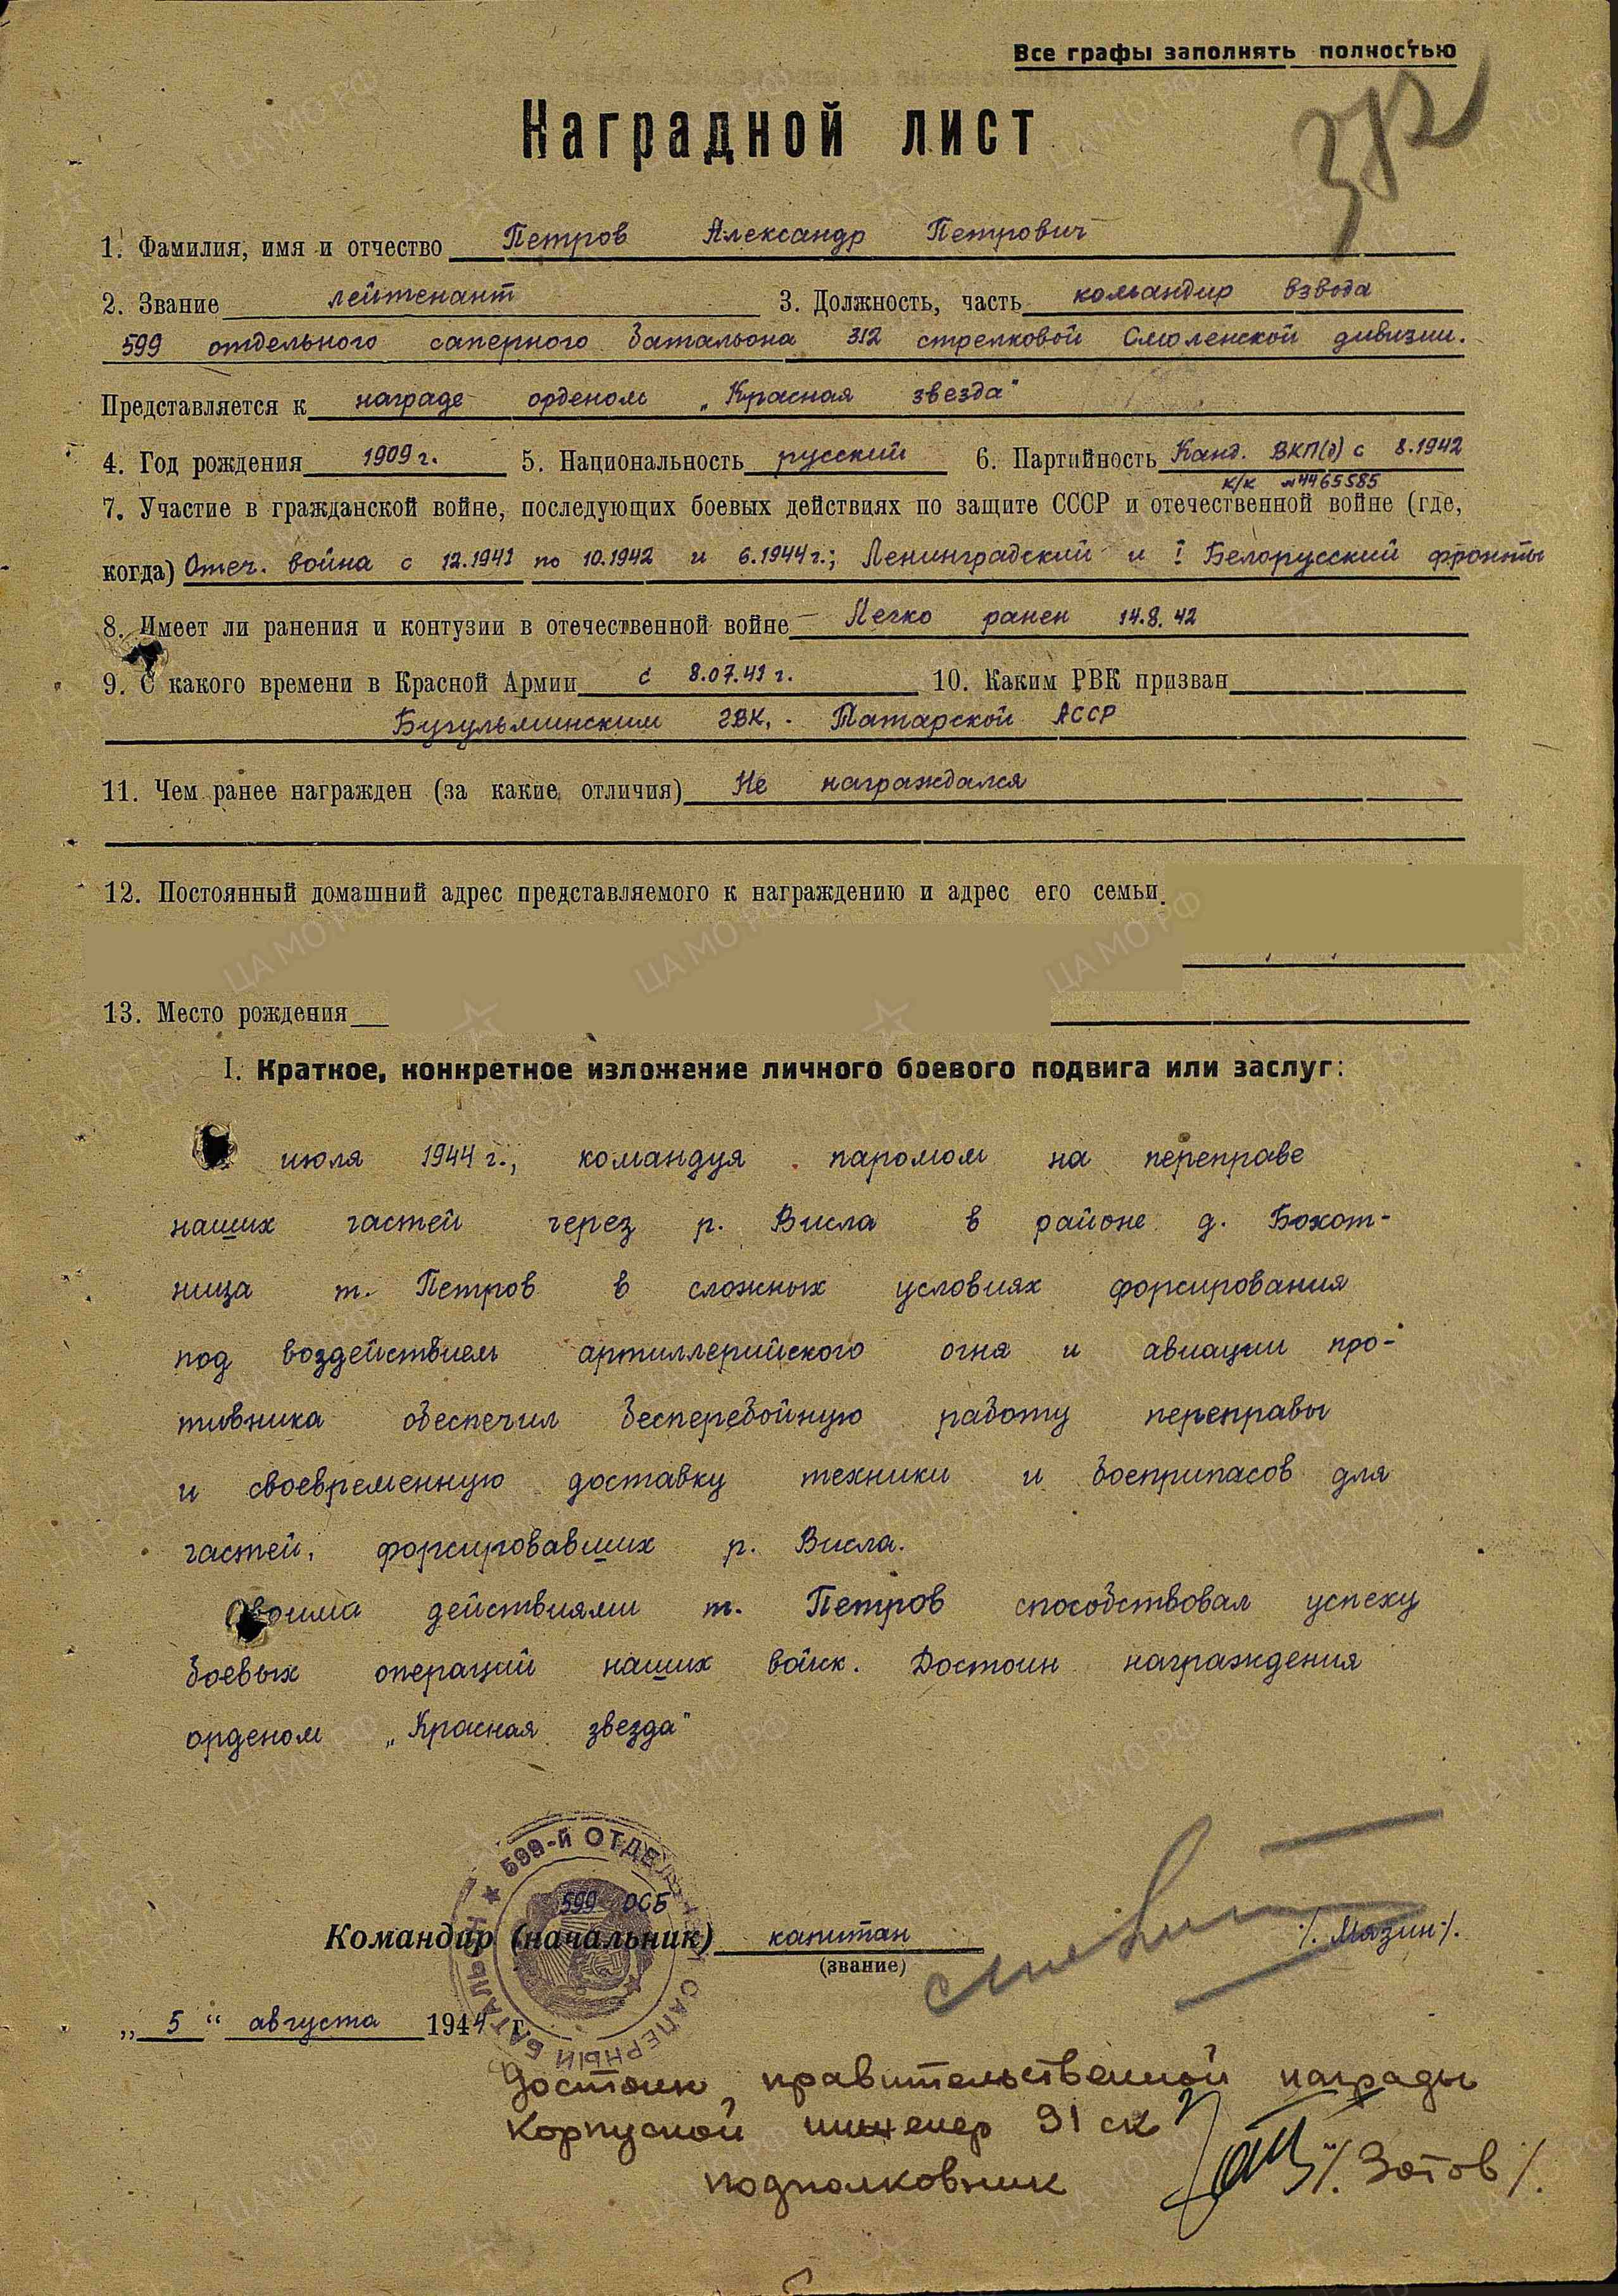 Все графы заполнять полностью
Наградной лист
1. Фамилия, имя и отчество Петров Александр Петрович
2. Звание лейтенант 3. Должность, часть командир взвода
599 отдельного саперного батальона 312 стрелковой Смоленской дивизии.
Представляется к награде орденом „Красная звезда"
4. Год рождения 1909 г. 5. Национальность русский 6. Партийность Канд. ВКП(б) с 8.1942
к/к №4465585
7. Участие в гражданской войне, последующих боевых действиях по защите СССР и отечественной войне (где,
когда) Отеч. война с 12.1941 по 10.1942 и 6.1944 г.; Ленинградский и I Белорусский фронты
8. Имеет ли ранения и контузии в отечественной войне Легко ранен 14.8.42
9. С какого времени в Красной Армии с 8.07.41 г. 10. Каким РВК призван
Бугульминским ГВК, - Татарской АССР
11. Чем ранее награжден (за какие отличия) Не награждался
12. Постоянный домашний адрес представляемого к награждению и адрес его семьи
13. Место рождения
I. Краткое, конкретное изложение личного боевого подвига или заслуг:
июля 1944 г., командуя паромом на переправе
наших частей через р. Висла в районе д. Бохот-
ница т. Петров в сложных условиях форсирования
под воздействием артиллерийского огня и авиации про-
тивника обеспечил бесперебойную работу переправы
и своевременную доставку техники и боеприпасов для
частей, форсировавших р. Висла.
Своима действиями т. Петров способствовал успеху
боевых операций наших войск. Достоин награждения
орденом „Красная звезда"
599-й ОТДЕЛЬНЫЙ САПЕРНЫЙ БАТАЛЬОН
599 ОСБ
Командир (начальник) капитан /. Мязин /.
(звание)
„ 5 “ августа 1944 г.
Достоин правительственной награды
Корпусной инженер 91 ск
подполковник /. Зотов /.